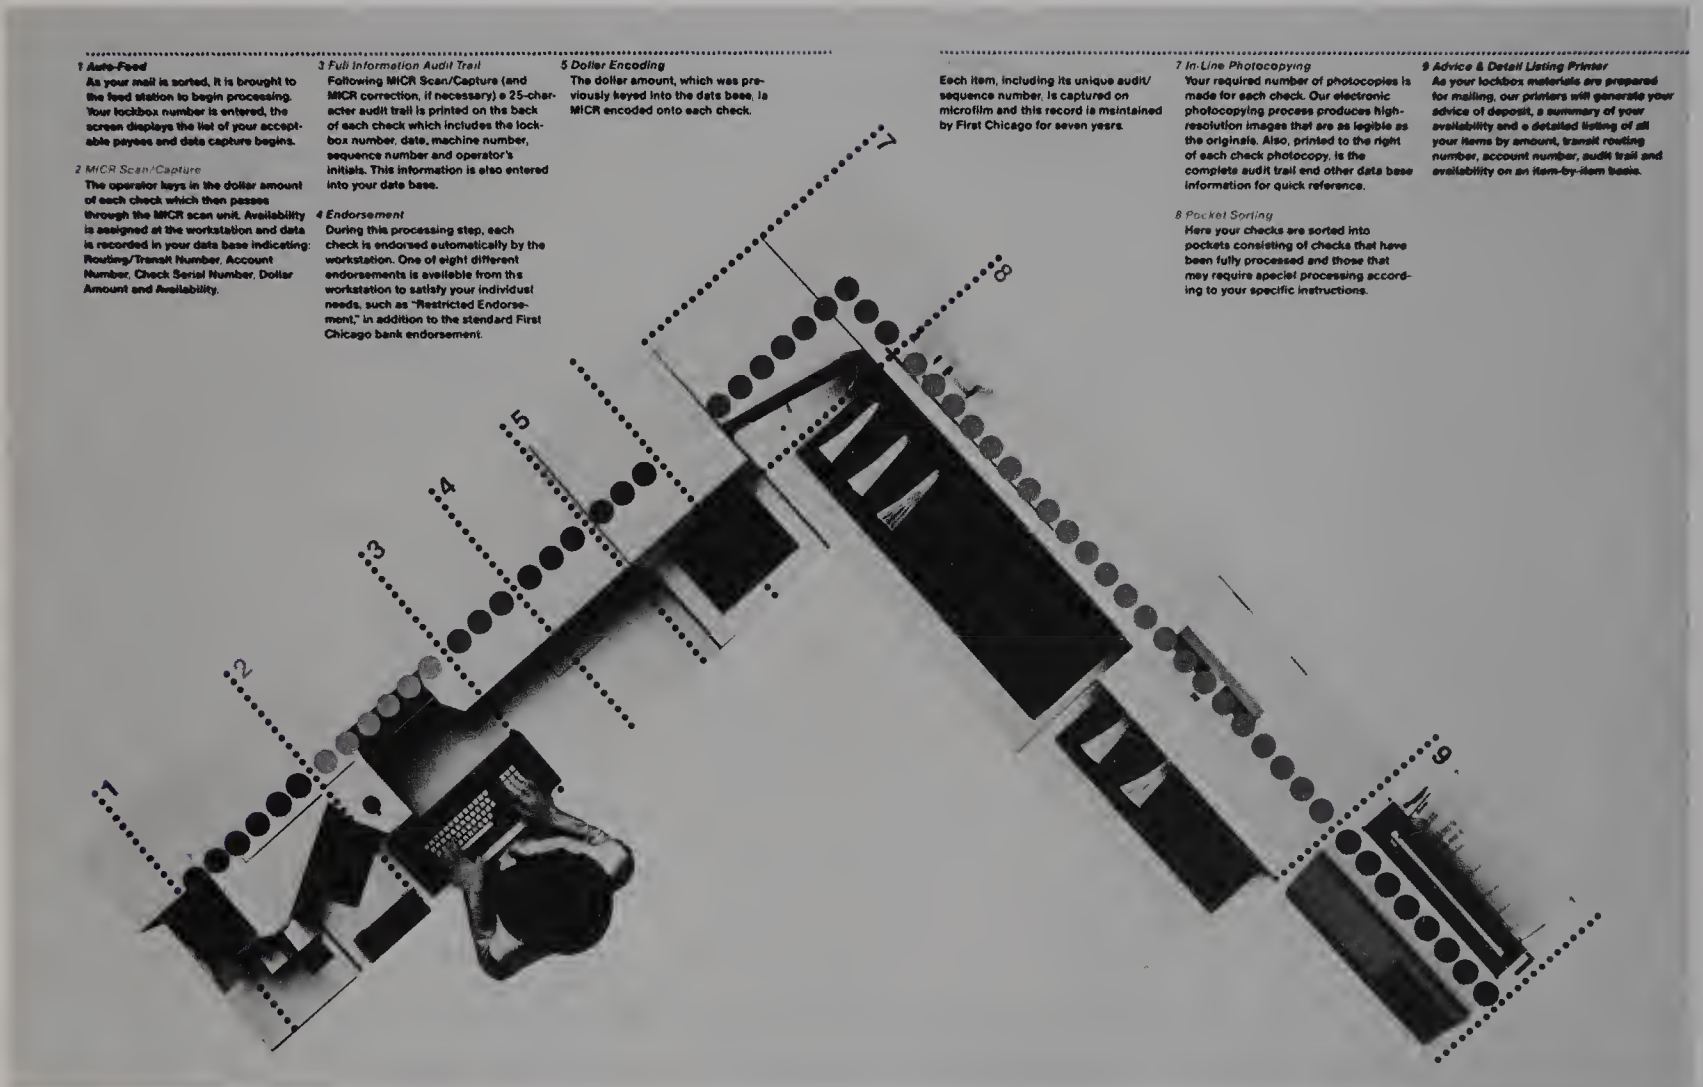 1 Auto-Feed
As your mail is sorted, it is brought to
the feed station to begin processing.
Your lockbox number is entered, the
screen displays the list of your accept-
able payees and data capture begins.
2 MICR Scan/Capture
The operator keys in the dollar amount
of each check which then passes
through the MICR scan unit. Availability
is assigned at the workstation and data
is recorded in your data base indicating:
Routing/Transit Number, Account
Number, Check Serial Number, Dollar
Amount and Availability.
3 Full Information Audit Trail
Following MICR Scan/Capture (and
MICR correction, if necessary) a 25-char-
acter audit trail is printed on the back
of each check which includes the lock-
box number, date, machine number,
sequence number and operator's
initials. This information is also entered
into your data base.
4 Endorsement
During this processing step, each
check is endorsed automatically by the
workstation. One of eight different
endorsements is available from the
workstation to satisfy your individual
needs, such as "Restricted Endorse-
ment," in addition to the standard First
Chicago bank endorsement.
5 Dollar Encoding
The dollar amount, which was pre-
viously keyed into the data base, is
MICR encoded onto each check.
Each item, including its unique audit/
sequence number, is captured on
microfilm and this record is maintained
by First Chicago for seven years.
7 In-Line Photocopying
Your required number of photocopies is
made for each check. Our electronic
photocopying process produces high-
resolution images that are as legible as
the originals. Also, printed to the right
of each check photocopy, is the
complete audit trail and other data base
information for quick reference.
8 Pocket Sorting
Here your checks are sorted into
pockets consisting of checks that have
been fully processed and those that
may require special processing accord-
ing to your specific instructions.
9 Advice & Detail Listing Printer
As your lockbox materials are prepared
for mailing, our printers will generate your
advice of deposit, a summary of your
availability and a detailed listing of all
your items by amount, transit routing
number, account number, audit trail and
availability on an item-by-item basis.
1
2
3
4
5
7
8
9